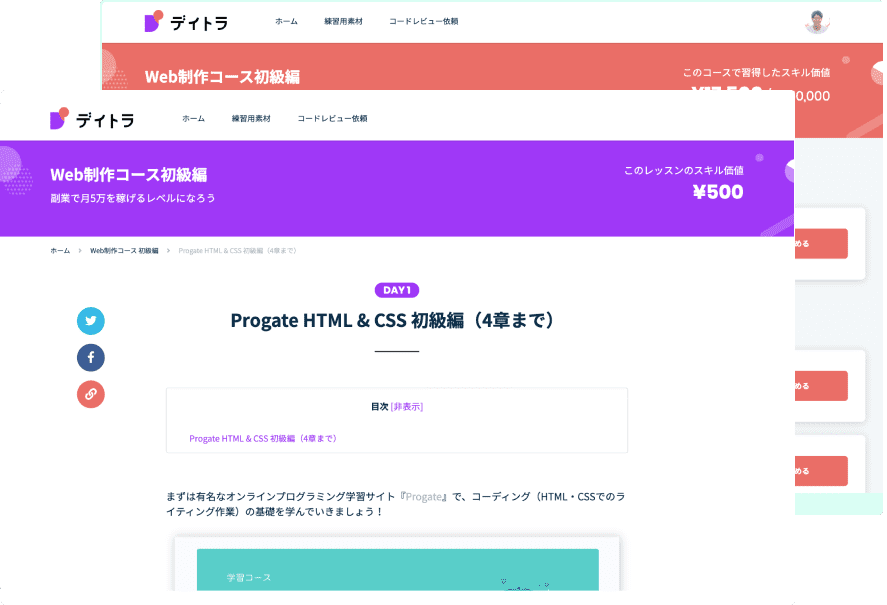 デイトラ
ホーム
練習用素材
コードレビュー依頼
Web制作コース初級編
このコースで習得したスキル価値
0,000
デイトラ
ホーム
練習用素材
コードレビュー依頼
Web制作コース初級編
副業で月5万を稼げるレベルになろう
このレッスンのスキル価値
¥500
ホーム > Web制作コース 初級編 > Progate HTML & CSS 初級編（4章まで）
DAY 1
Progate HTML & CSS 初級編（4章まで）
目次 [非表示]
Progate HTML & CSS 初級編（4章まで）
まずは有名なオンラインプログラミング学習サイト『Progate』で、コーディング（HTML・CSSでのラ
イティング作業）の基礎を学んでいきましょう！
学習コース
める
める
める